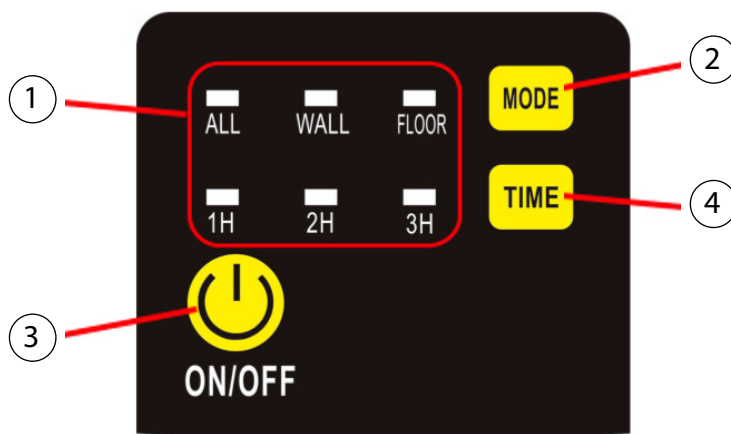 1
ALL WALL FLOOR
MODE
2
1H 2H 3H
TIME
4
3
ON/OFF